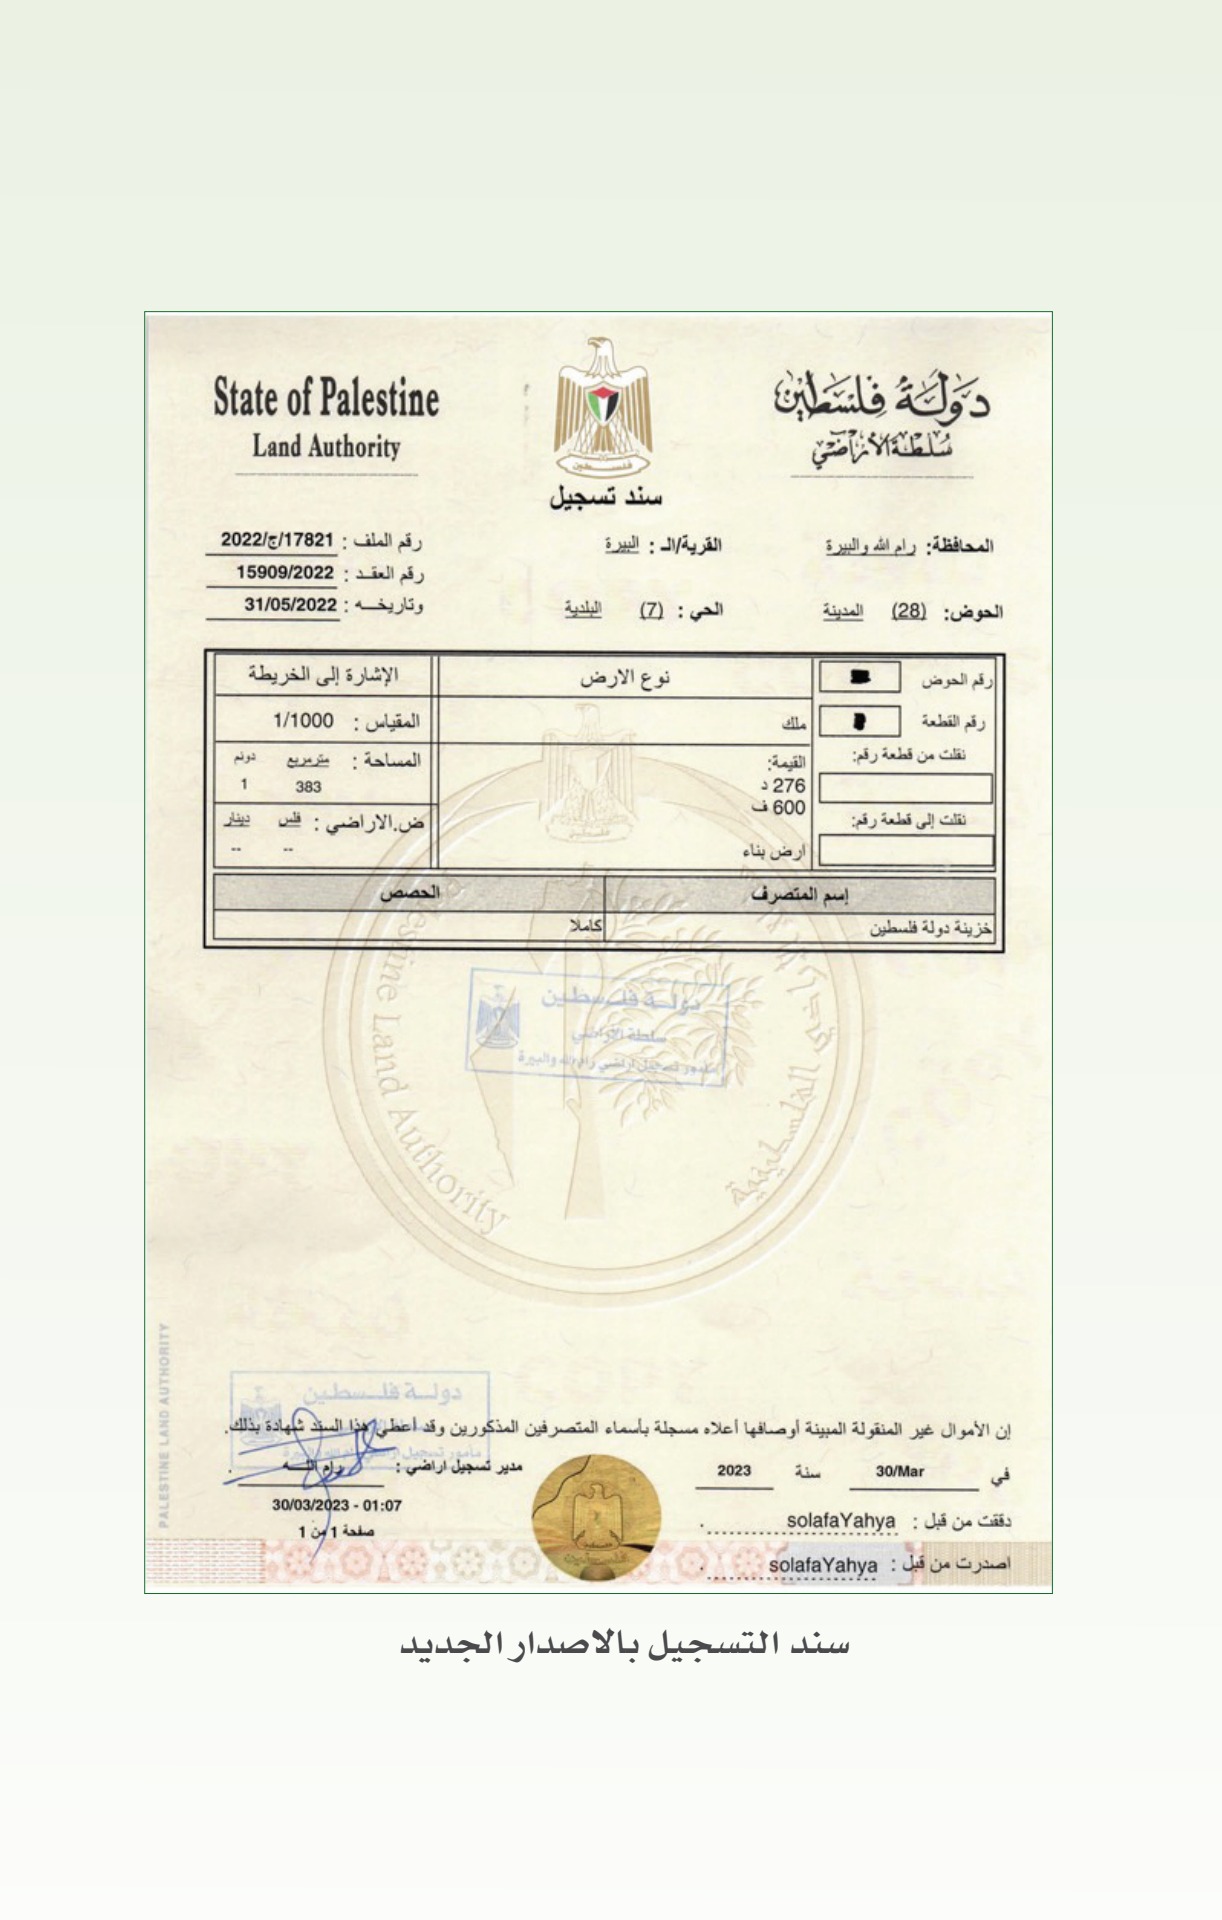 State of Palestine
Land Authority
دولة فلسطين
سلطة الأراضي
فلسطين
سند تسجيل
المحافظة: رام الله والبيرة
القرية/الـ : البيرة
رقم الملف : 17821/ج/2022
رقم العقد : 15909/2022
وتاريخه : 31/05/2022
الحوض: (28) المدينة
الحي : (7) البلدية
رقم الحوض
نوع الارض
الإشارة إلى الخريطة
رقم القطعة
ملك
المقياس : 1/1000
نقلت من قطعة رقم:
القيمة:
276 د
600 ف
المساحة : مترمربع دونم
383 1
نقلت إلى قطعة رقم:
ض.الاراضي : فلس دينار
-- --
ارض بناء
إسم المتصرف
الحصص
خزينة دولة فلسطين
كاملا
دولة فلسطين
سلطة الاراضي
مأمور تسجيل اراضي رام الله والبيرة
Palestine Land Authority
PALESTINE LAND AUTHORITY
دولة فلسطين
إن الأموال غير المنقولة المبينة أوصافها أعلاه مسجلة بأسماء المتصرفين المذكورين وقد أعطي هذا السند شهادة بذلك.
في 30/Mar سنة 2023
مدير تسجيل اراضي : رام الله .
دققت من قبل : solafaYahya .
30/03/2023 - 01:07
صفحة 1 من 1
اصدرت من قبل : solafaYahya .
فلسطين
سند التسجيل بالاصدار الجديد